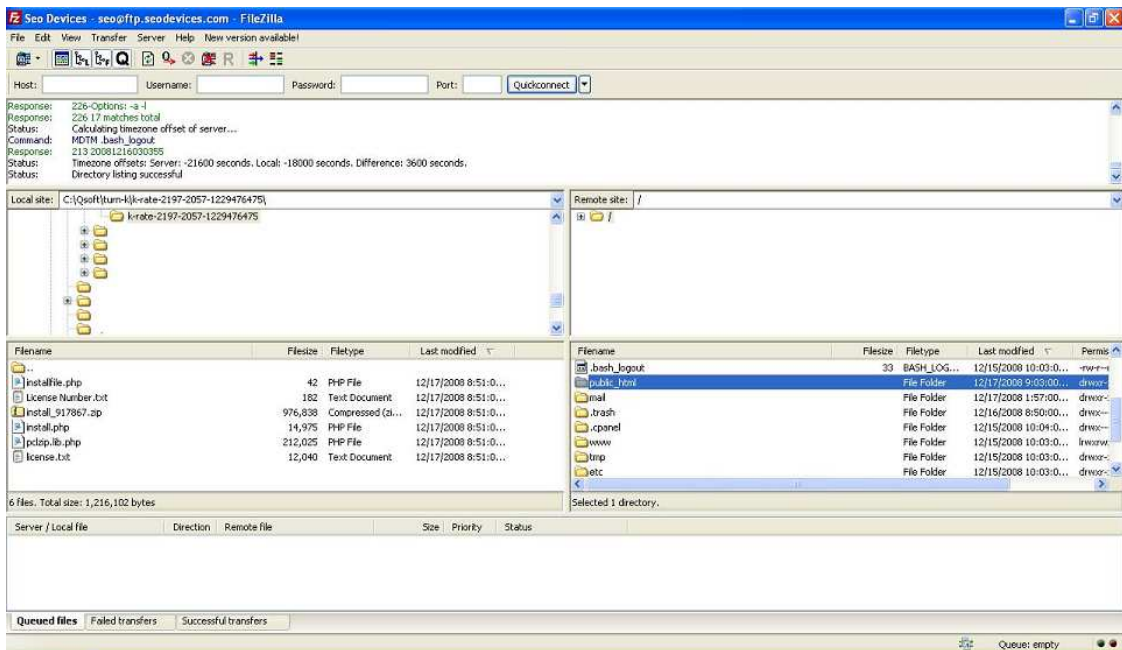 Seo Devices - seo@ftp.seodevices.com - FileZilla
File Edit View Transfer Server Help New version available!
Host: Username: Password: Port: Quickconnect
Response: 226-Options: -a -l
Response: 226 17 matches total
Status: Calculating timezone offset of server...
Command: MDTM .bash_logout
Response: 213 20081216030355
Status: Timezone offsets: Server: -21600 seconds. Local: -18000 seconds. Difference: 3600 seconds.
Status: Directory listing successful
Local site: C:\Qsoft\turn-k\k-rate-2197-2057-1229476475\
k-rate-2197-2057-1229476475
Remote site: /
/
Filename Filesize Filetype Last modified
..
installfile.php 42 PHP File 12/17/2008 8:51:0...
License Number.txt 182 Text Document 12/17/2008 8:51:0...
install_917867.zip 976,838 Compressed (zi... 12/17/2008 8:51:0...
install.php 14,975 PHP File 12/17/2008 8:51:0...
pclzip.lib.php 212,025 PHP File 12/17/2008 8:51:0...
license.txt 12,040 Text Document 12/17/2008 8:51:0...
6 files. Total size: 1,216,102 bytes
Filename Filesize Filetype Last modified Permis
.bash_logout 33 BASH_LOG... 12/15/2008 10:03:0... -rw-r--
public_html File Folder 12/17/2008 9:03:00... drwxr-
mail File Folder 12/17/2008 1:57:00... drwxr-
.trash File Folder 12/16/2008 8:50:00... drwx--
.cpanel File Folder 12/15/2008 10:04:0... drwx--
www File Folder 12/15/2008 10:03:0... lrwxrw
tmp File Folder 12/15/2008 10:03:0... drwxr-
etc File Folder 12/15/2008 10:03:0... drwxr-
Selected 1 directory.
Server / Local file Direction Remote file Size Priority Status
Queued files Failed transfers Successful transfers
Queue: empty